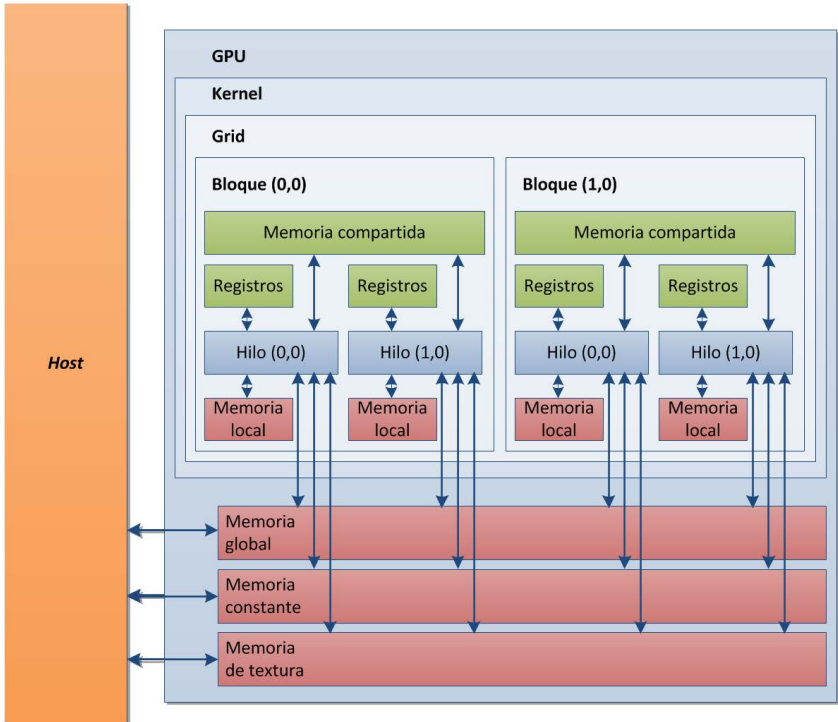 GPU
Kernel
Grid
Bloque (0,0)
Bloque (1,0)
Memoria compartida
Memoria compartida
Registros
Registros
Registros
Registros
Hilo (0,0)
Hilo (1,0)
Hilo (0,0)
Hilo (1,0)
Host
Memoria
local
Memoria
local
Memoria
local
Memoria
local
Memoria
global
Memoria
constante
Memoria
de textura